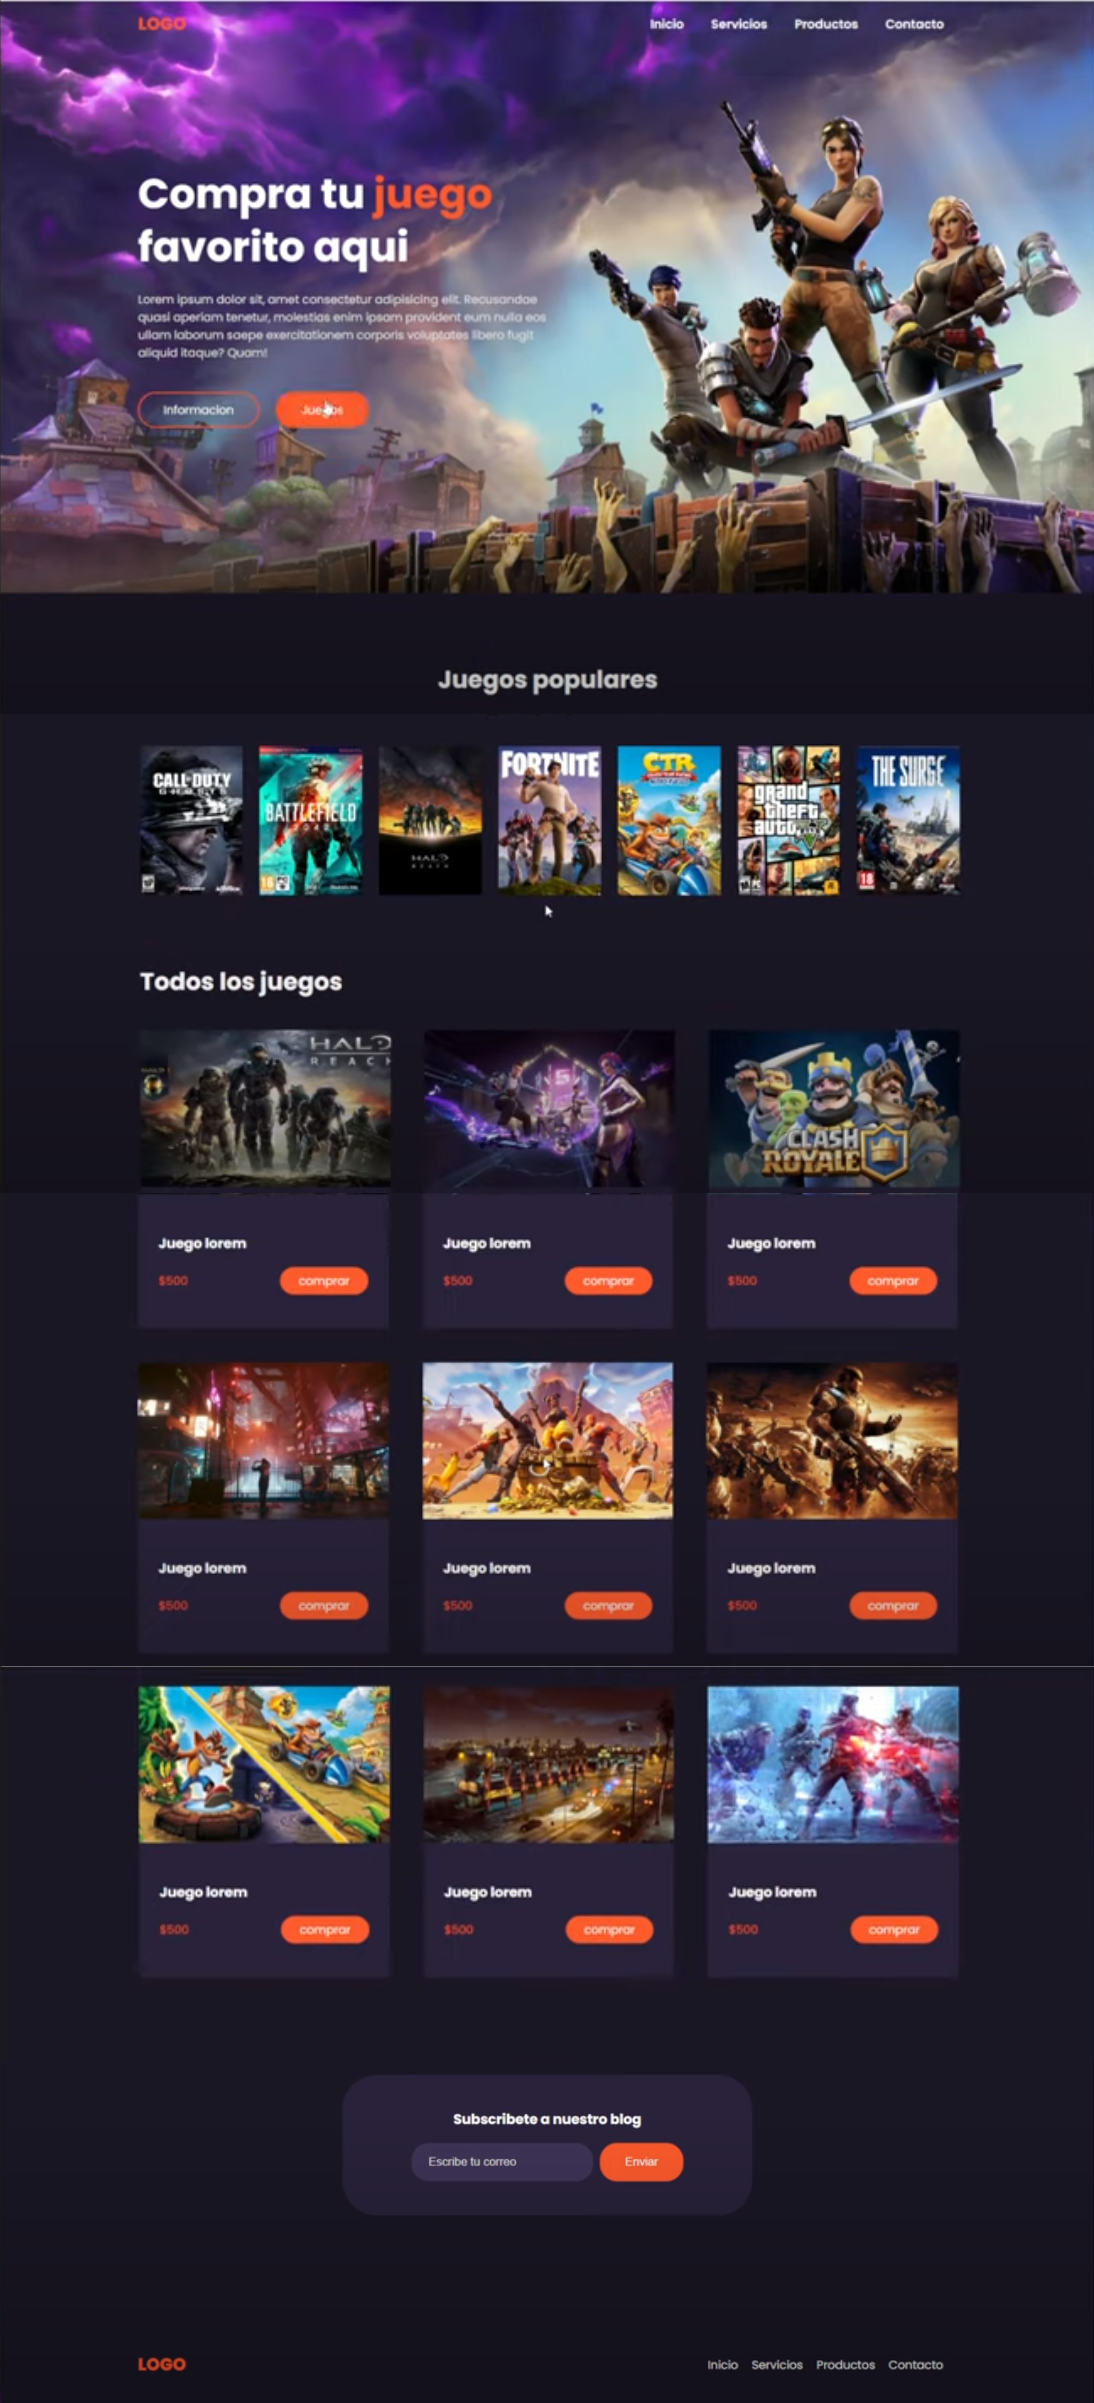 LOGO
Inicio Servicios Productos Contacto
Compra tu juego
favorito aqui
Lorem ipsum dolor sit, amet consectetur adipisicing elit. Recusandae
quasi aperiam tenetur, molestias enim ipsam provident eum nulla eos
ullam laborum saepe exercitationem corporis voluptates libero fugit
aliquid itaque? Quam!
Informacion Juegos
Juegos populares
CALL DUTY
GHOSTS
BATTLEFIELD
2042
16 PC
HALO
REACH
FORTNITE
CTR
grand
theft
auto
PC
THE SURGE
18
Todos los juegos
HALO
REACH
CLASH
ROYALE
Juego lorem Juego lorem Juego lorem
$500 comprar $500 comprar $500 comprar
Juego lorem Juego lorem Juego lorem
$500 comprar $500 comprar $500 comprar
Juego lorem Juego lorem Juego lorem
$500 comprar $500 comprar $500 comprar
Subscribete a nuestro blog
Escribe tu correo Enviar
LOGO
Inicio Servicios Productos Contacto